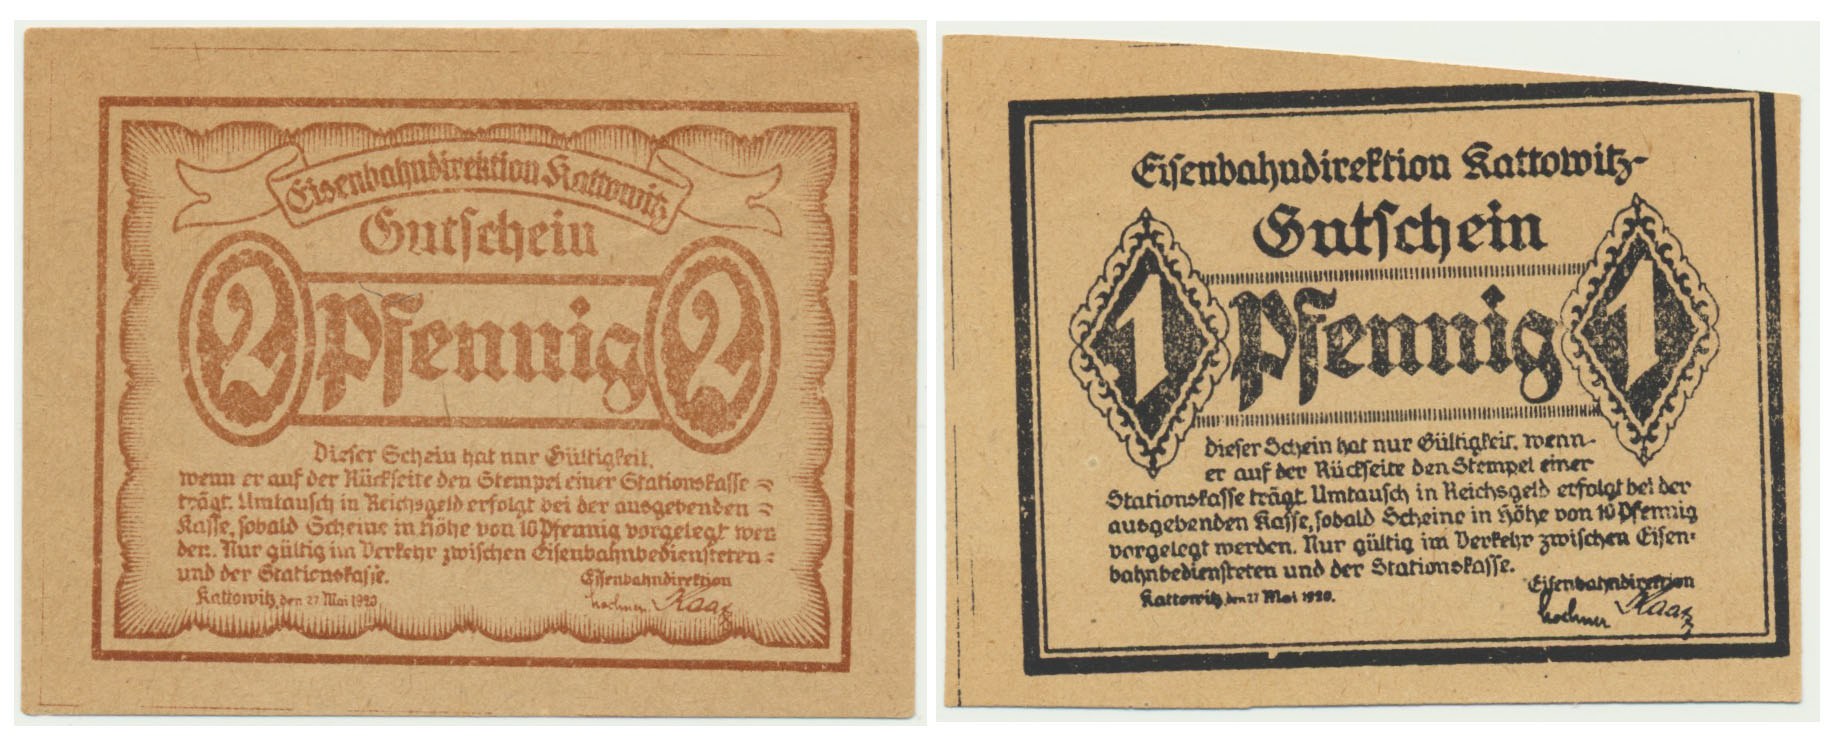 Eisenbahndirektion Kattowitz
Gutschein
2 Pfennig 2
Dieser Schein hat nur Gültigkeit,
wenn er auf der Rückseite den Stempel einer Stationskasse
trägt. Umtausch in Reichsgeld erfolgt bei der ausgebenden
Kasse, sobald Scheine in Höhe von 10 Pfennig vorgelegt wer
den. Nur gültig im Verkehr zwischen Eisenbahnbediensteten
und der Stationskasse.
Eisenbahndirektion
Kattowitz, den 27 Mai 1920
Eisenbahndirektion Kattowitz-
Gutschein
1 Pfennig 1
Dieser Schein hat nur Gültigkeit, wenn
er auf der Rückseite den Stempel einer
Stationskasse trägt. Umtausch in Reichsgeld erfolgt bei der
ausgebenden Kasse, sobald Scheine in Höhe von 10 Pfennig
vorgelegt werden. Nur gültig im Verkehr zwischen Eisen-
bahnbediensteten und der Stationskasse.
Eisenbahndirektion
Kattowitz, den 27 Mai 1920.